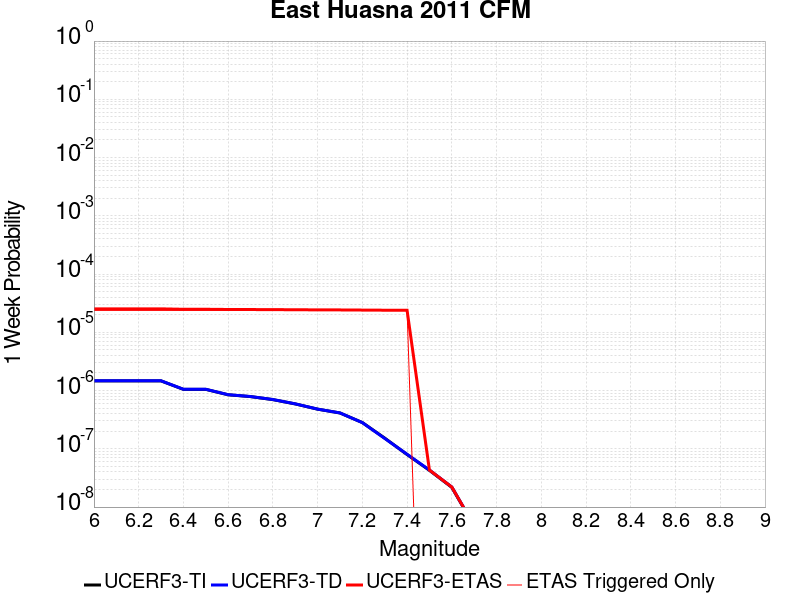 East Huasna 2011 CFM
10^0
10^-1
10^-2
10^-3
10^-4
10^-5
10^-6
10^-7
10^-8
1 Week Probability
6 6.2 6.4 6.6 6.8 7 7.2 7.4 7.6 7.8 8 8.2 8.4 8.6 8.8 9
Magnitude
UCERF3-TI UCERF3-TD UCERF3-ETAS ETAS Triggered Only